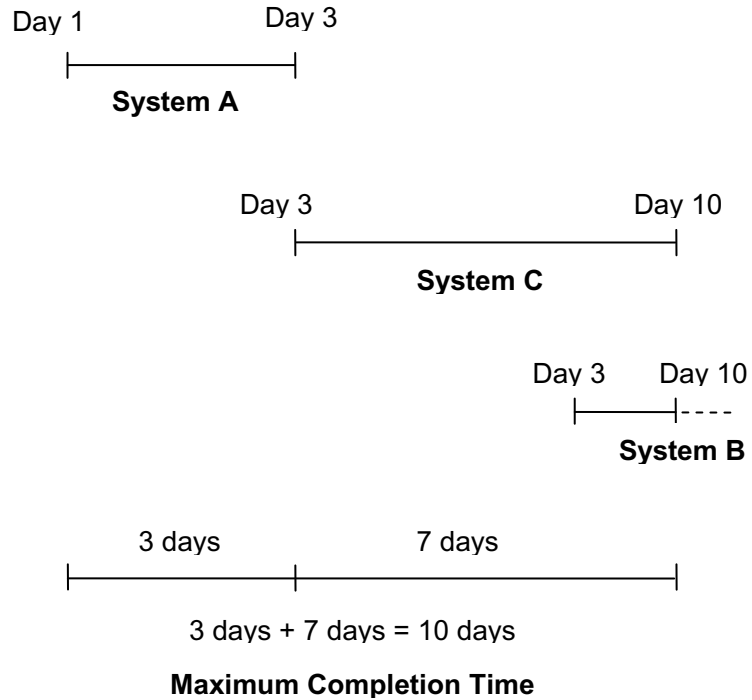 Day 1 Day 3
System A
Day 3 Day 10
System C
Day 3 Day 10
System B
3 days 7 days
3 days + 7 days = 10 days
Maximum Completion Time